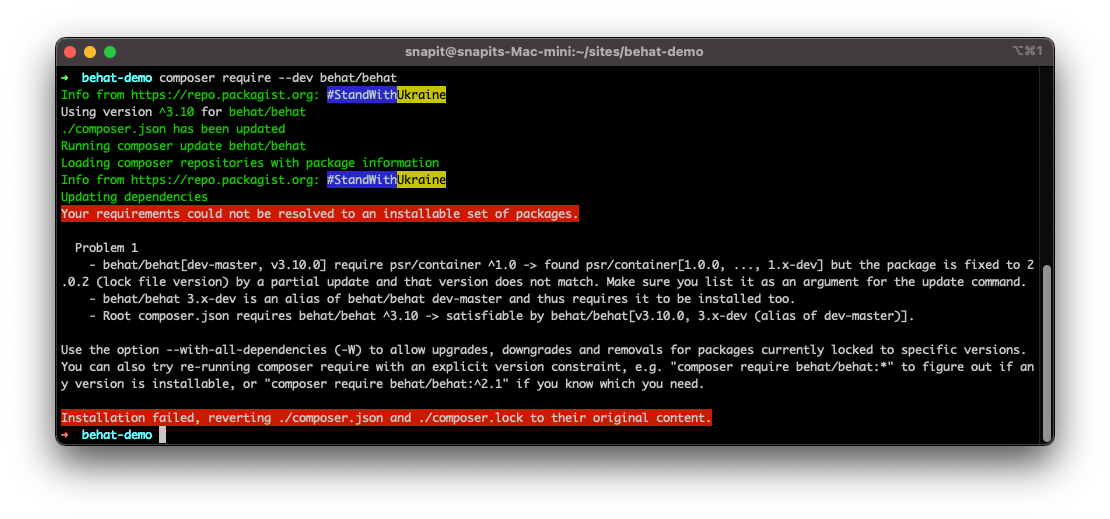 snapit@snapits-Mac-mini:~/sites/behat-demo
⌥⌘1
➜ behat-demo composer require --dev behat/behat
Info from https://repo.packagist.org: #StandWithUkraine
Using version ^3.10 for behat/behat
./composer.json has been updated
Running composer update behat/behat
Loading composer repositories with package information
Info from https://repo.packagist.org: #StandWithUkraine
Updating dependencies
Your requirements could not be resolved to an installable set of packages.
Problem 1
- behat/behat[dev-master, v3.10.0] require psr/container ^1.0 -> found psr/container[1.0.0, ..., 1.x-dev] but the package is fixed to 2
.0.2 (lock file version) by a partial update and that version does not match. Make sure you list it as an argument for the update command.
- behat/behat 3.x-dev is an alias of behat/behat dev-master and thus requires it to be installed too.
- Root composer.json requires behat/behat ^3.10 -> satisfiable by behat/behat[v3.10.0, 3.x-dev (alias of dev-master)].
Use the option --with-all-dependencies (-W) to allow upgrades, downgrades and removals for packages currently locked to specific versions.
You can also try re-running composer require with an explicit version constraint, e.g. "composer require behat/behat:*" to figure out if an
y version is installable, or "composer require behat/behat:^2.1" if you know which you need.
Installation failed, reverting ./composer.json and ./composer.lock to their original content.
➜ behat-demo